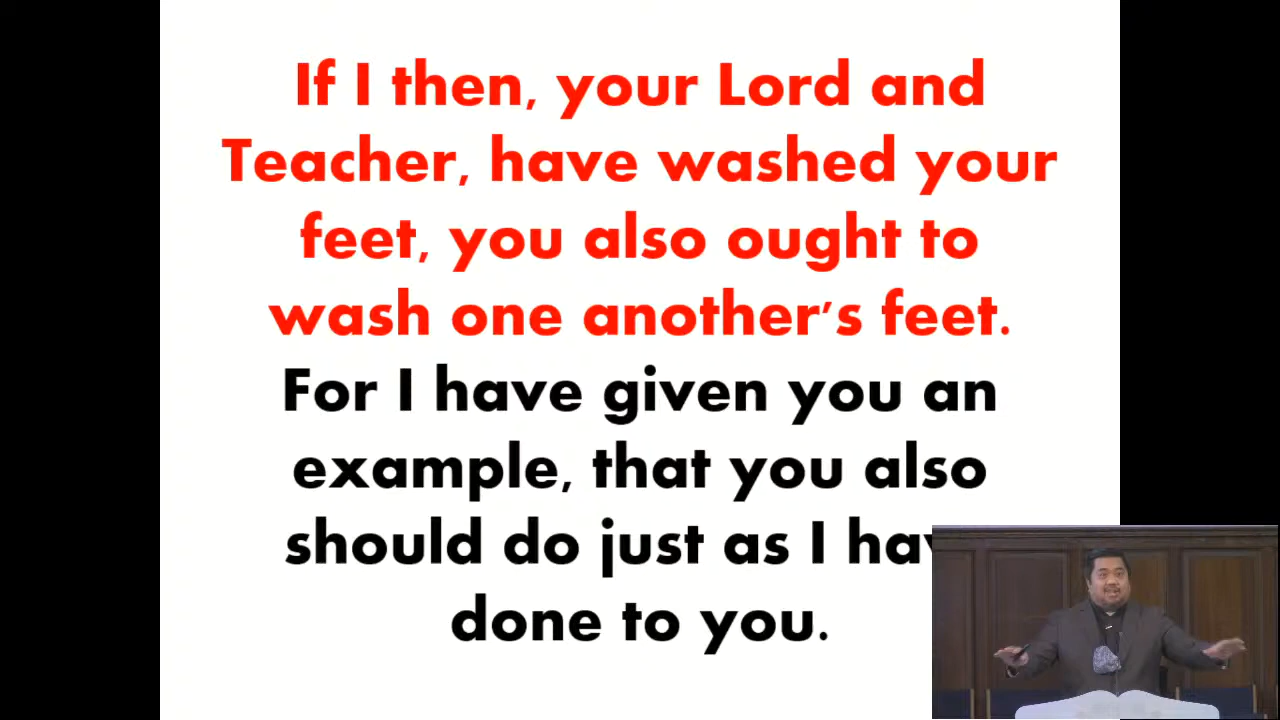 If I then, your Lord and
Teacher, have washed your
feet, you also ought to
wash one another's feet.
For I have given you an
example, that you also
should do just as I hav
done to you.